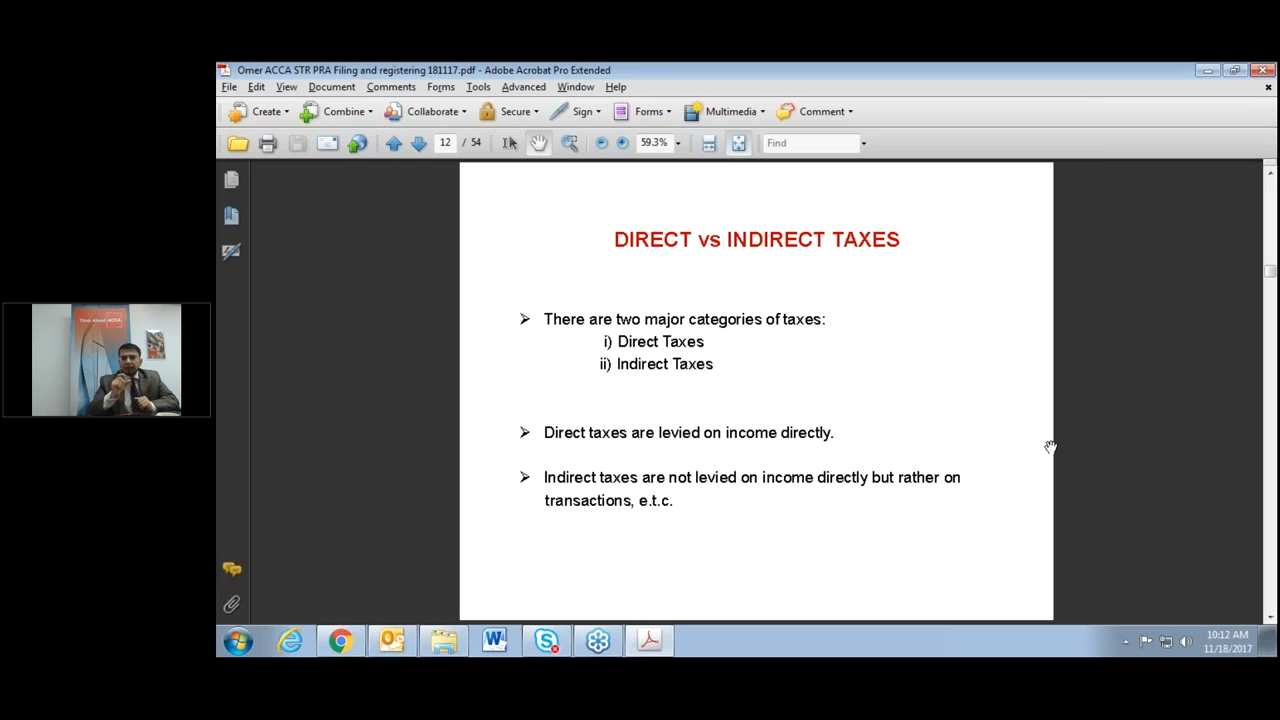 Omer ACCA STR PRA Filing and registering 181117.pdf - Adobe Acrobat Pro Extended
File Edit View Document Comments Forms Tools Advanced Window Help
Create Combine Collaborate Secure Sign Forms Multimedia Comment
12 / 54 59.3% Find
DIRECT vs INDIRECT TAXES
There are two major categories of taxes:
i) Direct Taxes
ii) Indirect Taxes
Direct taxes are levied on income directly.
Indirect taxes are not levied on income directly but rather on
transactions, e.t.c.
Think About ACCA
10:12 AM
11/18/2017